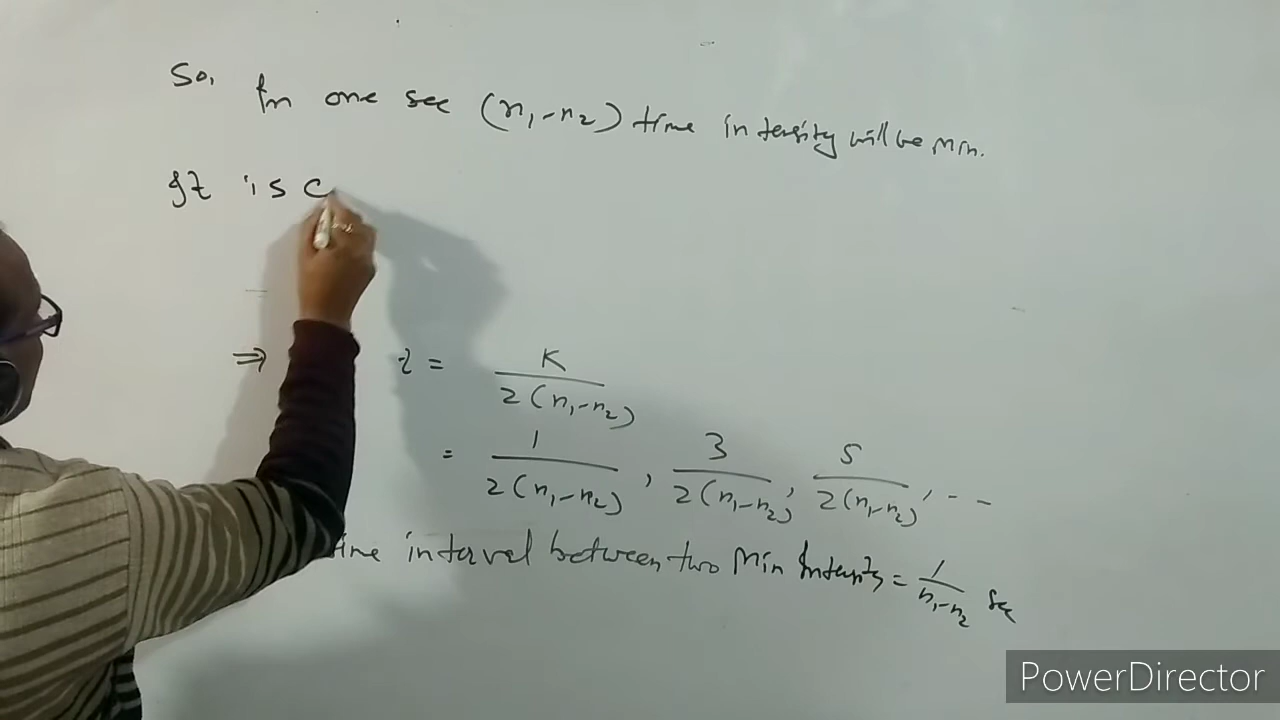 So,
In one sec (n₁-n₂) time intensity will be Min.
It is c
⇒ t = K / 2(n₁-n₂)
= 1 / 2(n₁-n₂), 3 / 2(n₁-n₂), 5 / 2(n₁-n₂), - -
time interval between two Min Intensity = 1 / n₁-n₂ sec
PowerDirector